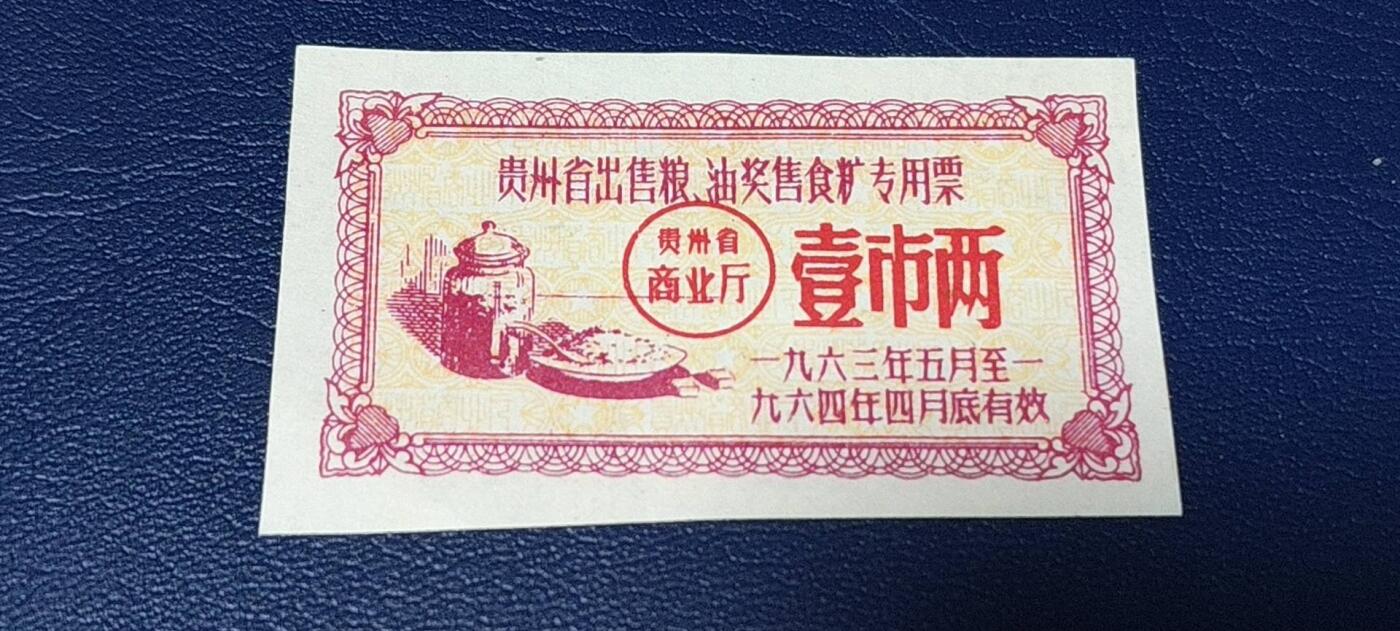 贵州省出售粮、油奖售食粆专用票
贵州省
商业厅
壹市两
一九六三年五月至一
九六四年四月底有效